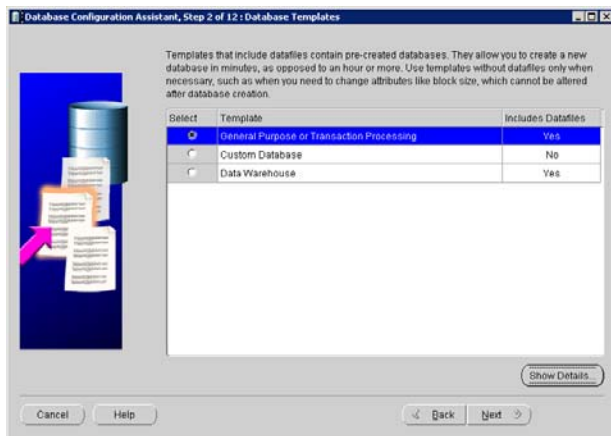 Database Configuration Assistant, Step 2 of 12 : Database Templates
Templates that include datafiles contain pre-created databases. They allow you to create a new
database in minutes, as opposed to an hour or more. Use templates without datafiles only when
necessary, such as when you need to change attributes like block size, which cannot be altered
after database creation.
Select Template Includes Datafiles
General Purpose or Transaction Processing Yes
Custom Database No
Data Warehouse Yes
Show Details...
Cancel Help Back Next